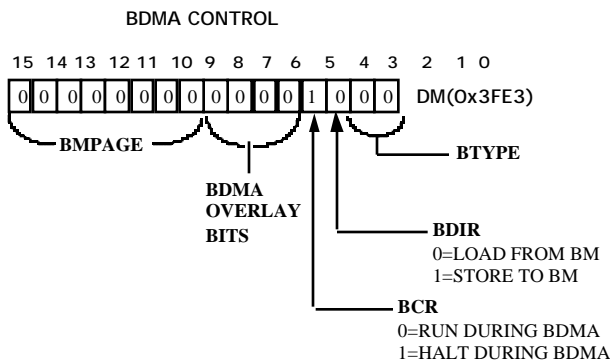 BDMA CONTROL
15 14 13 12 11 10 9 8 7 6 5 4 3 2 1 0
0 0 0 0 0 0 0 0 0 0 0 0 1 0 0 0 DM(0x3FE3)
BMPAGE
BTYPE
BDMA
OVERLAY
BITS
BDIR
0=LOAD FROM BM
1=STORE TO BM
BCR
0=RUN DURING BDMA
1=HALT DURING BDMA